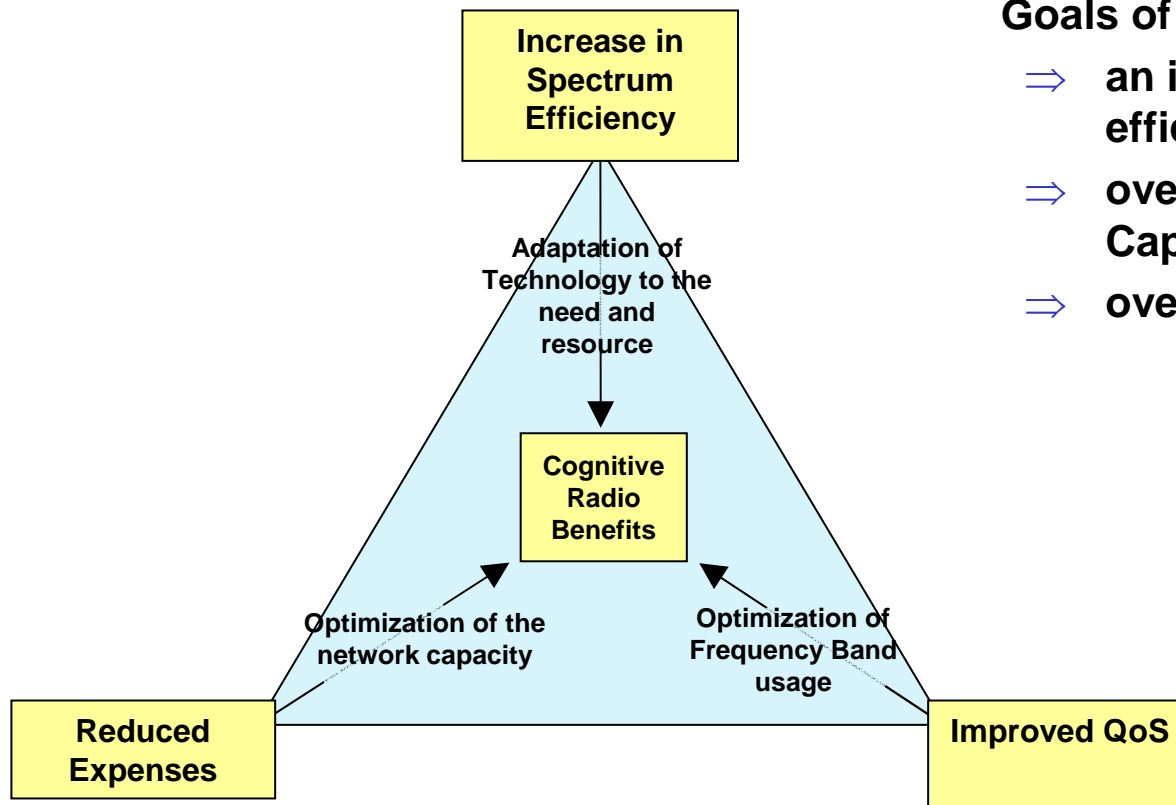 Increase in
Spectrum
Efficiency
Adaptation of
Technology to the
need and
resource
Cognitive
Radio
Benefits
Optimization of the
network capacity
Optimization of
Frequency Band
usage
Reduced
Expenses
Improved QoS
Goals of
⇒ an i
effic
⇒ ove
Cap
⇒ ove